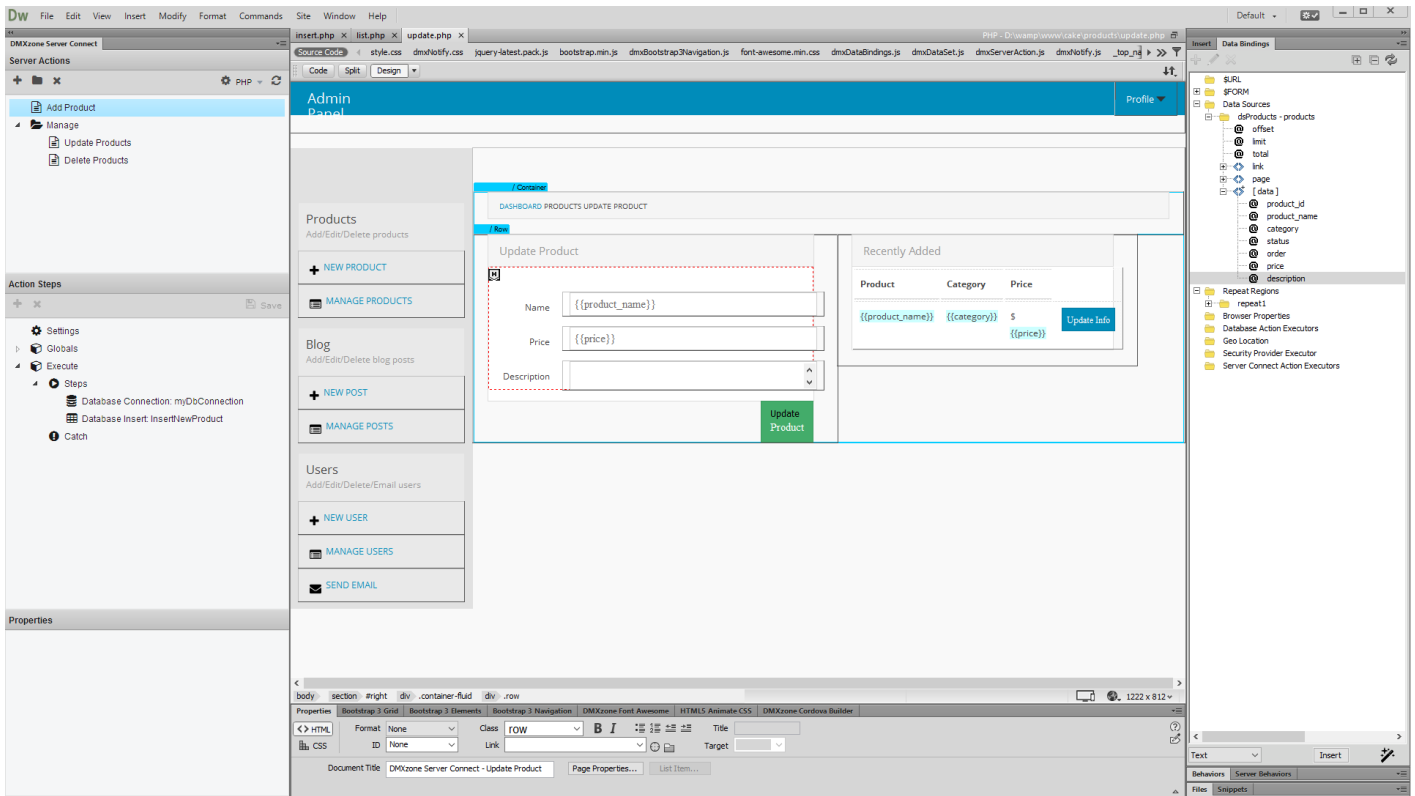 DW File Edit View Insert Modify Format Commands Site Window Help Default
DMXzone Server Connect
Server Actions
PHP
Add Product
Manage
Update Products
Delete Products
Action Steps
Save
Settings
Globals
Execute
Steps
Database Connection: myDbConnection
Database Insert: InsertNewProduct
Catch
Properties
insert.php × list.php × update.php × PHP - D:\wamp\www\cake\products\update.php
Source Code style.css dmxNotify.css jquery-latest.pack.js bootstrap.min.js dmxBootstrap3Navigation.js font-awesome.min.css dmxDataBindings.js dmxDataSet.js dmxServerAction.js dmxNotify.js _top_na
Code Split Design
Admin
Panel
Profile
Products
Add/Edit/Delete products
NEW PRODUCT
MANAGE PRODUCTS
Blog
Add/Edit/Delete blog posts
NEW POST
MANAGE POSTS
Users
Add/Edit/Delete/Email users
NEW USER
MANAGE USERS
SEND EMAIL
/ Container
DASHBOARD PRODUCTS UPDATE PRODUCT
/ Row
Update Product
Name {{product_name}}
Price {{price}}
Description
Update
Product
Recently Added
Product Category Price
{{product_name}} {{category}} $
{{price}}
Update Info
body section #right div .container-fluid div .row 1222 x 812
Properties Bootstrap 3 Grid Bootstrap 3 Elements Bootstrap 3 Navigation DMXzone Font Awesome HTML5 Animate CSS DMXzone Cordova Builder
<> HTML Format None Class row B I Title
CSS ID None Link Target
Document Title DMXzone Server Connect - Update Product Page Properties... List Item...
Insert Data Bindings
$URL
$FORM
Data Sources
dsProducts - products
offset
limit
total
link
page
[ data ]
product_id
product_name
category
status
order
price
description
Repeat Regions
repeat1
Browser Properties
Database Action Executors
Geo Location
Security Provider Executor
Server Connect Action Executors
Text Insert
Behaviors Server Behaviors
Files Snippets